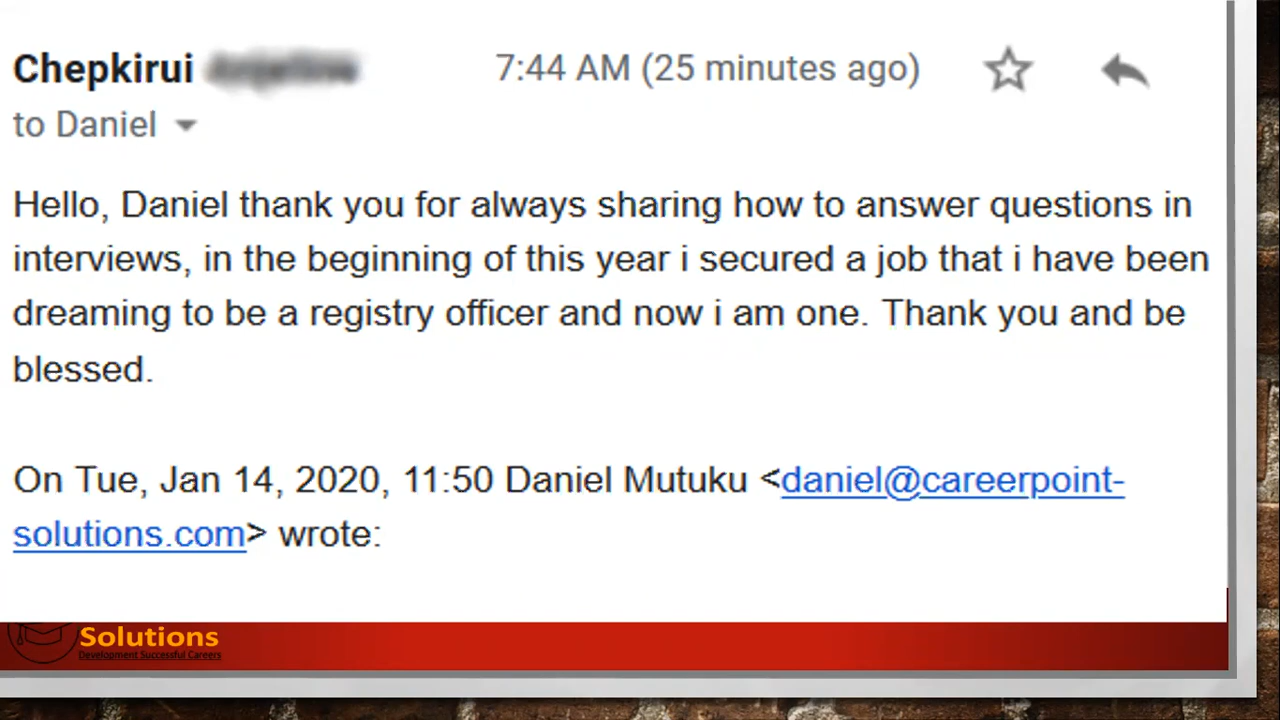 Chepkirui
7:44 AM (25 minutes ago)
to Daniel
Hello, Daniel thank you for always sharing how to answer questions in
interviews, in the beginning of this year i secured a job that i have been
dreaming to be a registry officer and now i am one. Thank you and be
blessed.
On Tue, Jan 14, 2020, 11:50 Daniel Mutuku <daniel@careerpoint-
solutions.com> wrote:
Solutions
Development Successful Careers